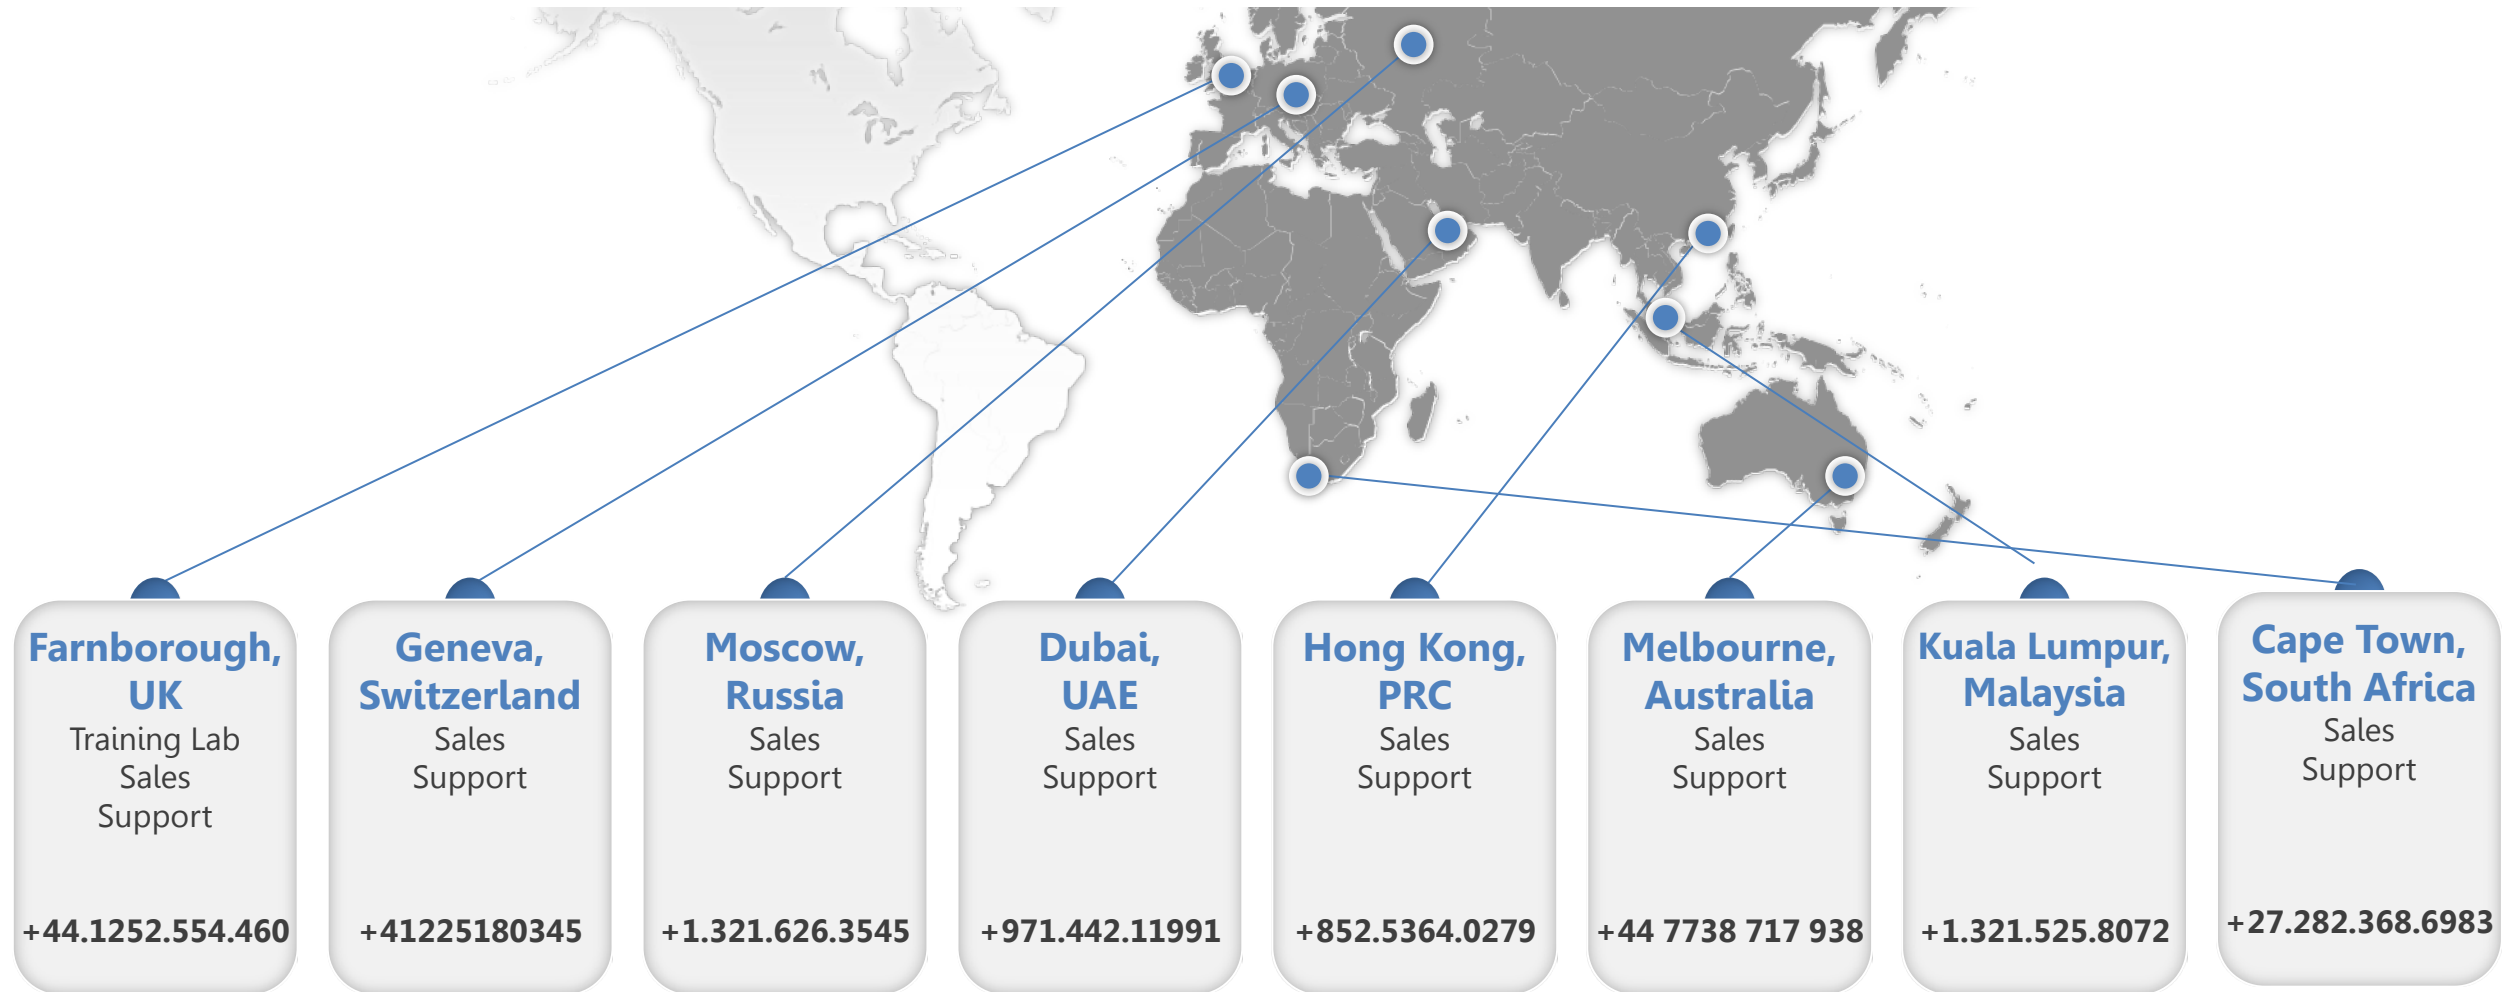 Farnborough,
UK
Training Lab
Sales
Support
+44.1252.554.460
Geneva,
Switzerland
Sales
Support
+41225180345
Moscow,
Russia
Sales
Support
+1.321.626.3545
Dubai,
UAE
Sales
Support
+971.442.11991
Hong Kong,
PRC
Sales
Support
+852.5364.0279
Melbourne,
Australia
Sales
Support
+44 7738 717 938
Kuala Lumpur,
Malaysia
Sales
Support
+1.321.525.8072
Cape Town,
South Africa
Sales
Support
+27.282.368.6983